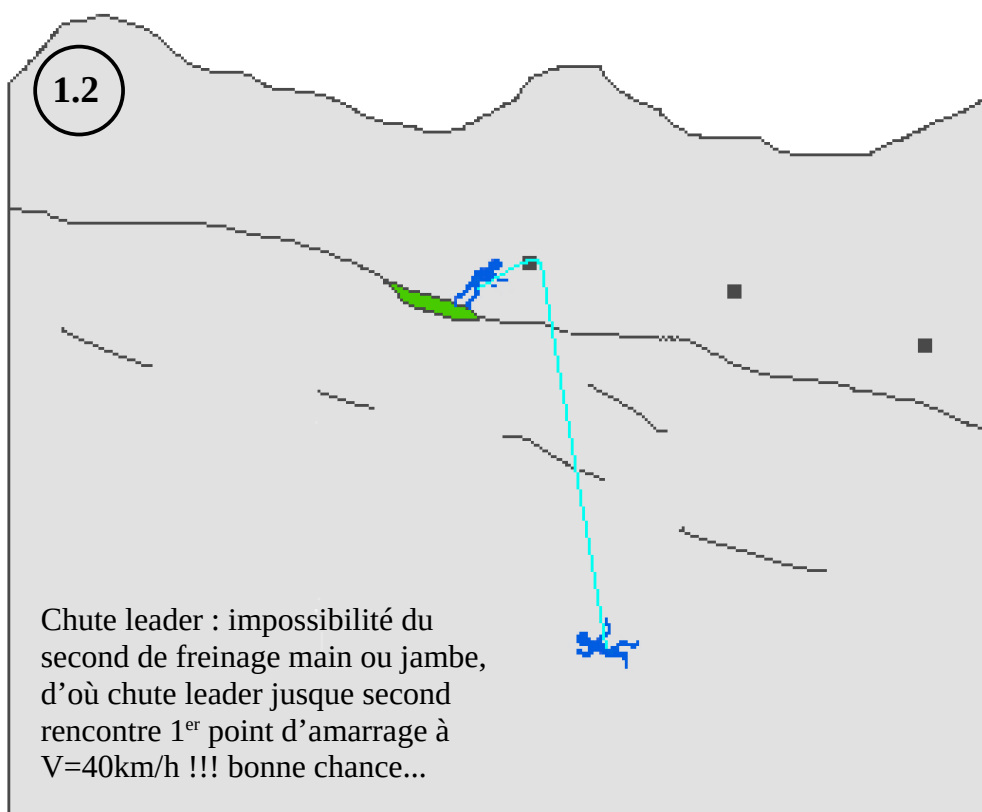 1.2
Chute leader : impossibilité du
second de freinage main ou jambe,
d’où chute leader jusque second
rencontre 1er point d’amarrage à
V=40km/h !!! bonne chance...